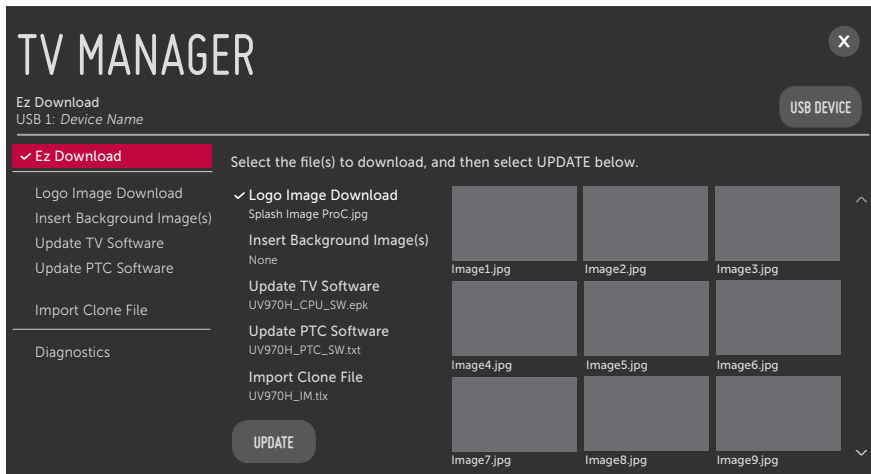 TV MANAGER
X
Ez Download
USB 1: Device Name
USB DEVICE
Ez Download
Logo Image Download
Insert Background Image(s)
Update TV Software
Update PTC Software
Import Clone File
Diagnostics
Select the file(s) to download, and then select UPDATE below.
Logo Image Download
Splash Image ProC.jpg
Insert Background Image(s)
None
Update TV Software
UV970H_CPU_SW.epk
Update PTC Software
UV970H_PTC_SW.txt
Import Clone File
UV970H_IM.tlx
UPDATE
Image1.jpg
Image2.jpg
Image3.jpg
Image4.jpg
Image5.jpg
Image6.jpg
Image7.jpg
Image8.jpg
Image9.jpg